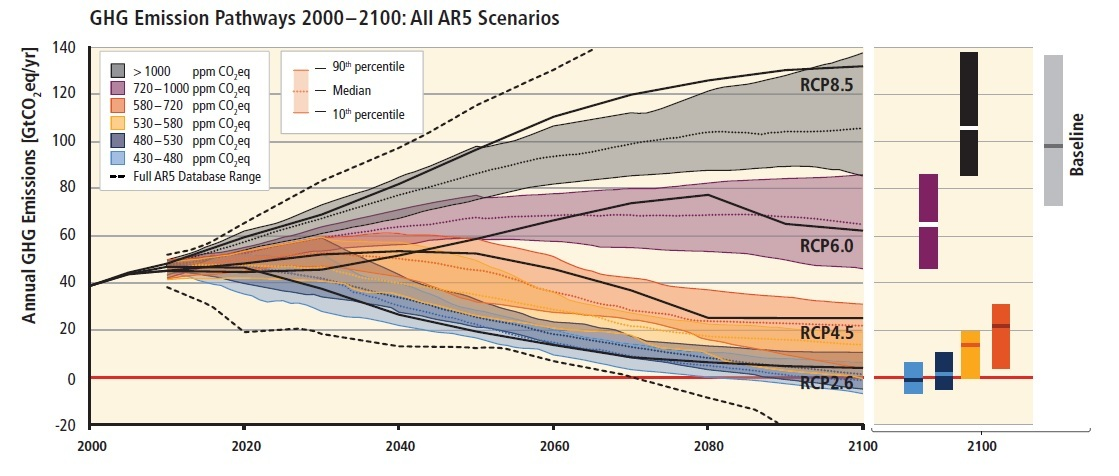 GHG Emission Pathways 2000–2100: All AR5 Scenarios
Annual GHG Emissions [GtCO2eq/yr]
140
120
100
80
60
40
20
0
-20
> 1000 ppm CO2eq
720–1000 ppm CO2eq
580–720 ppm CO2eq
530–580 ppm CO2eq
480–530 ppm CO2eq
430–480 ppm CO2eq
Full AR5 Database Range
90th percentile
Median
10th percentile
RCP8.5
RCP6.0
RCP4.5
RCP2.6
Baseline
2000
2020
2040
2060
2080
2100
2100